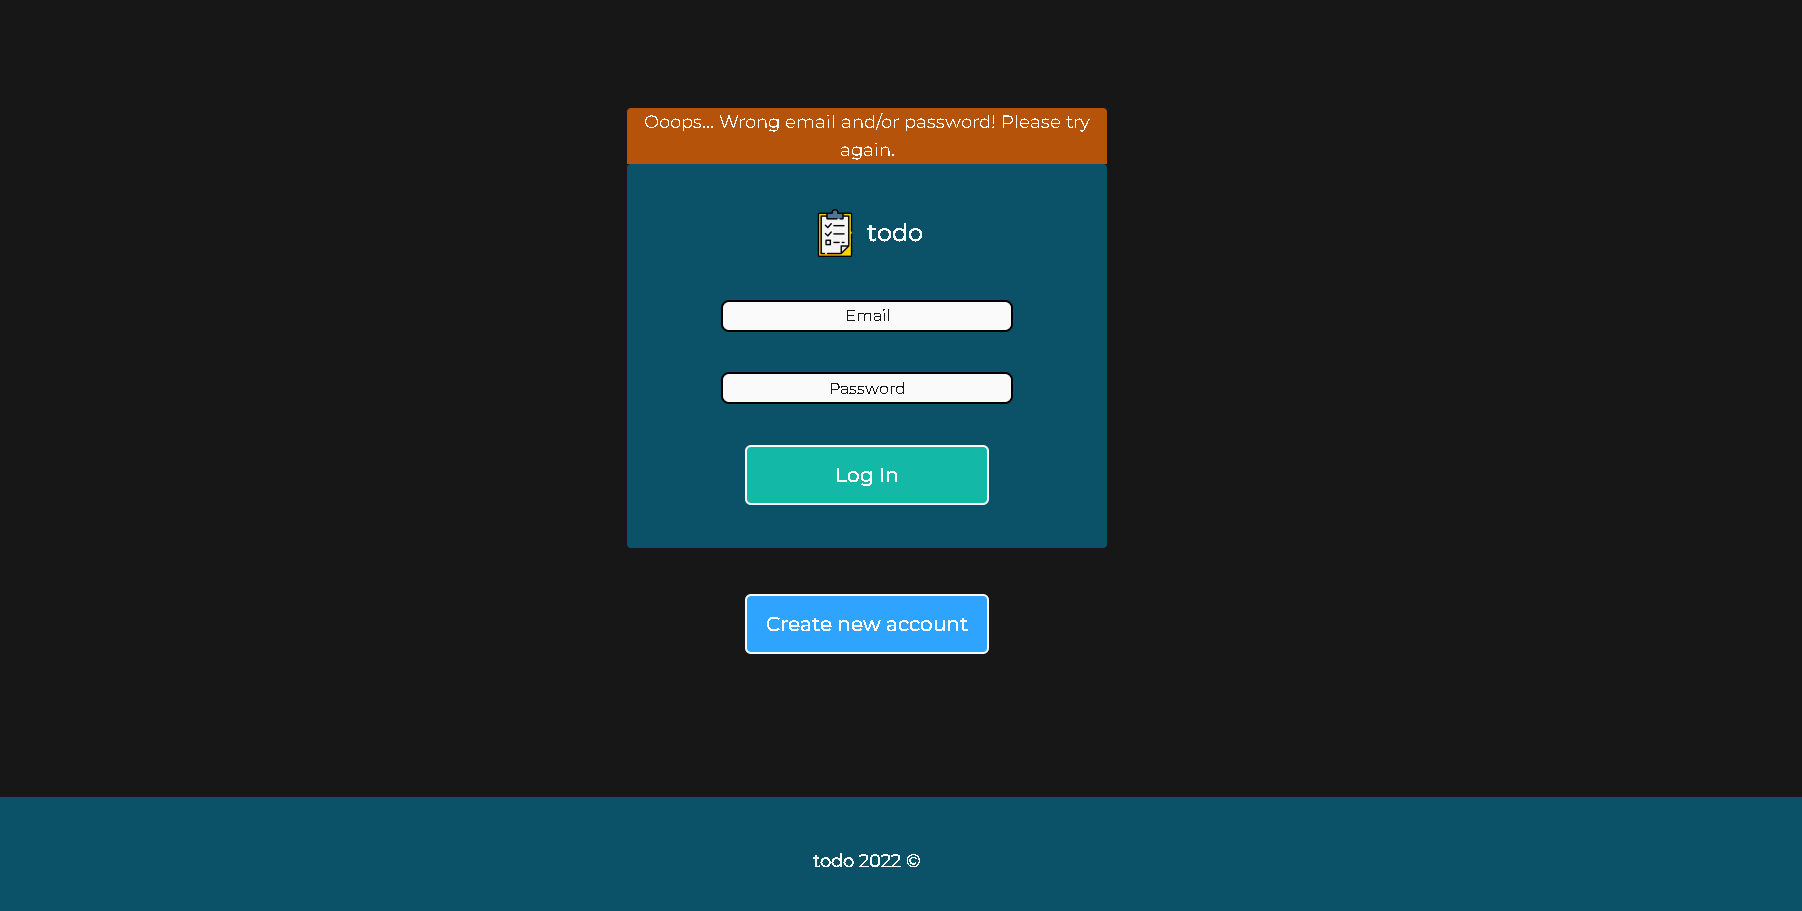 Ooops... Wrong email and/or password! Please try
again.
todo
Email
Password
Log In
Create new account
todo 2022 ©